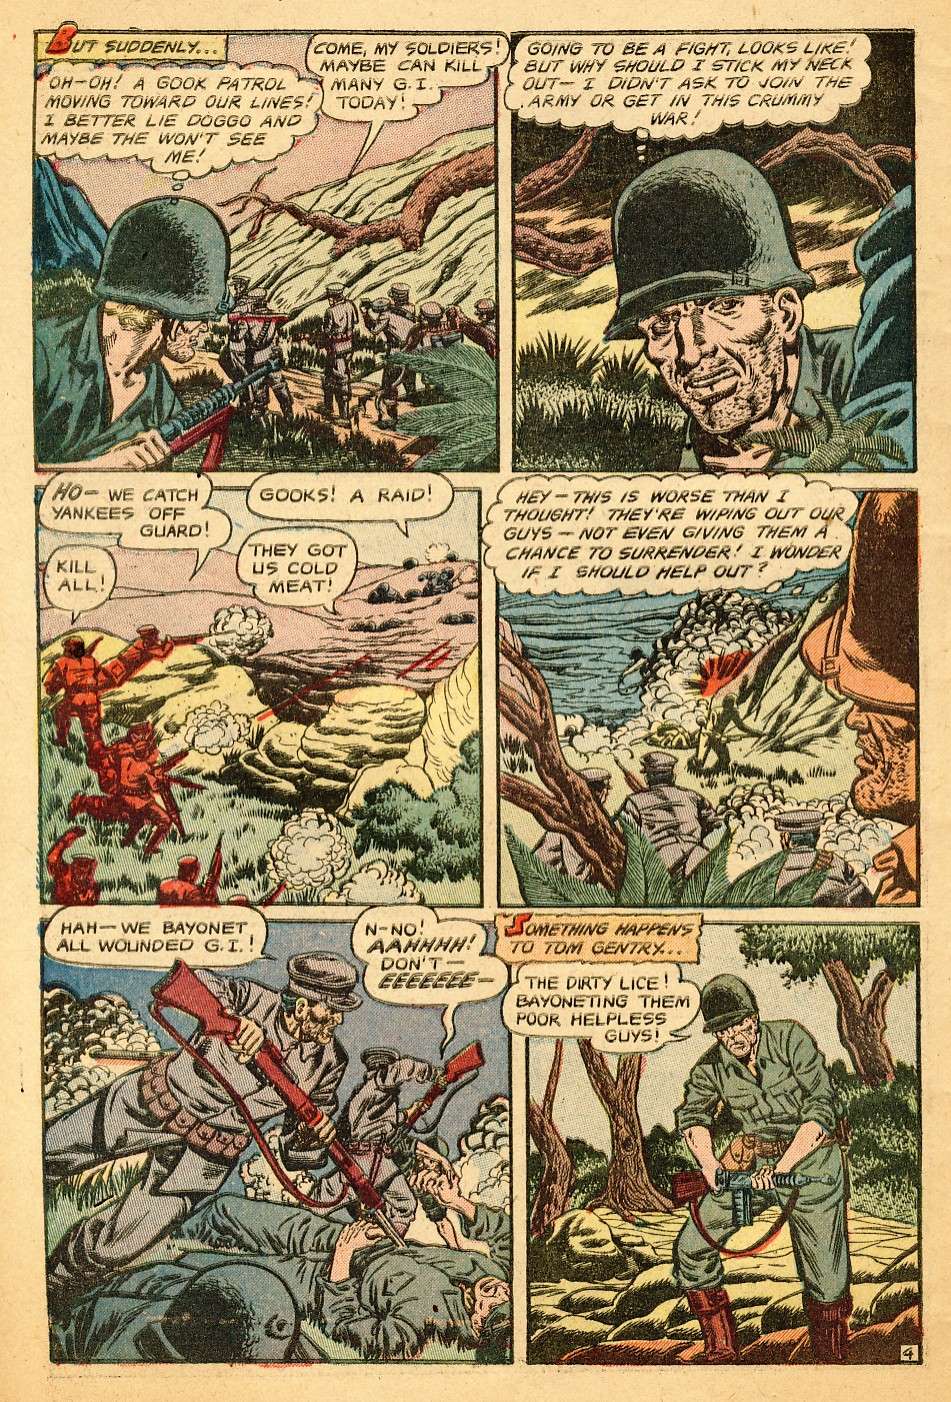 BUT SUDDENLY...
OH-OH! A GOOK PATROL
MOVING TOWARD OUR LINES!
I BETTER LIE DOGGO AND
MAYBE THE WON'T SEE
ME!
COME, MY SOLDIERS!
MAYBE CAN KILL
MANY G.I.
TODAY!
GOING TO BE A FIGHT, LOOKS LIKE!
BUT WHY SHOULD I STICK MY NECK
OUT— I DIDN'T ASK TO JOIN THE
ARMY OR GET IN THIS CRUMMY
WAR!
HO— WE CATCH
YANKEES OFF
GUARD!
KILL
ALL!
GOOKS! A RAID!
THEY GOT
US COLD
MEAT!
HEY—THIS IS WORSE THAN I
THOUGHT! THEY'RE WIPING OUT OUR
GUYS— NOT EVEN GIVING THEM A
CHANCE TO SURRENDER! I WONDER
IF I SHOULD HELP OUT?
HAH—WE BAYONET
ALL WOUNDED G.I.!
N-NO!
AAHHHH!
DON'T—
EEEEEEE—
SOMETHING HAPPENS
TO TOM GENTRY...
THE DIRTY LICE!
BAYONETING THEM
POOR HELPLESS
GUYS!
4